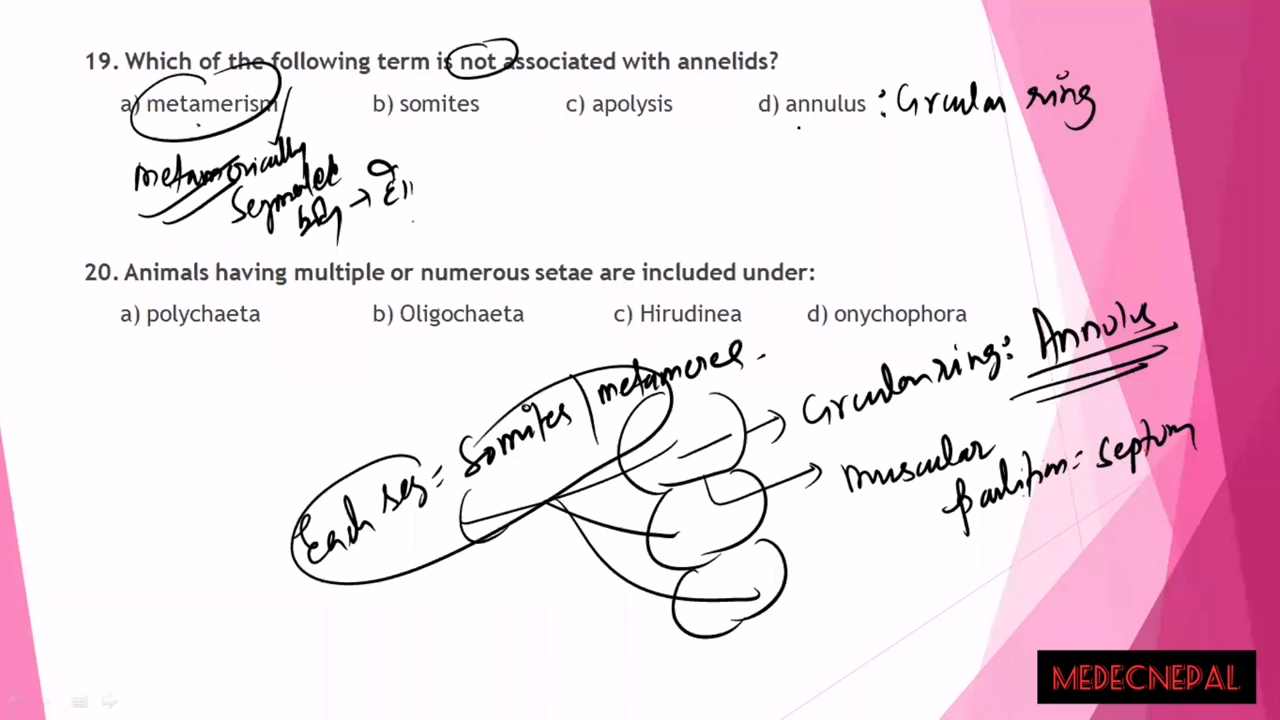 19. Which of the following term is not associated with annelids?
a) metamerism b) somites c) apolysis d) annulus : Circular ring
metamerically
segmented
body →
20. Animals having multiple or numerous setae are included under:
a) polychaeta b) Oligochaeta c) Hirudinea d) onychophora
Each seg = somites / metameres
Circular ring: Annulus
muscular
partition = septum
MEDECNEPAL